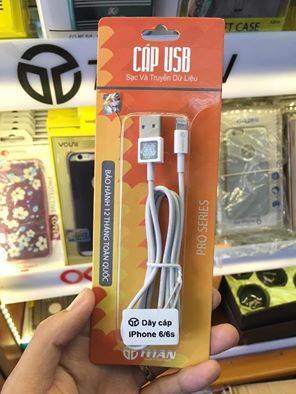 CÁP USB
Sạc Và Truyền Dữ Liệu
BẢO HÀNH 12 THÁNG TOÀN QUỐC
PRO SERIES
Dây cáp
iPhone 6/6s
TITAN
VOUNI